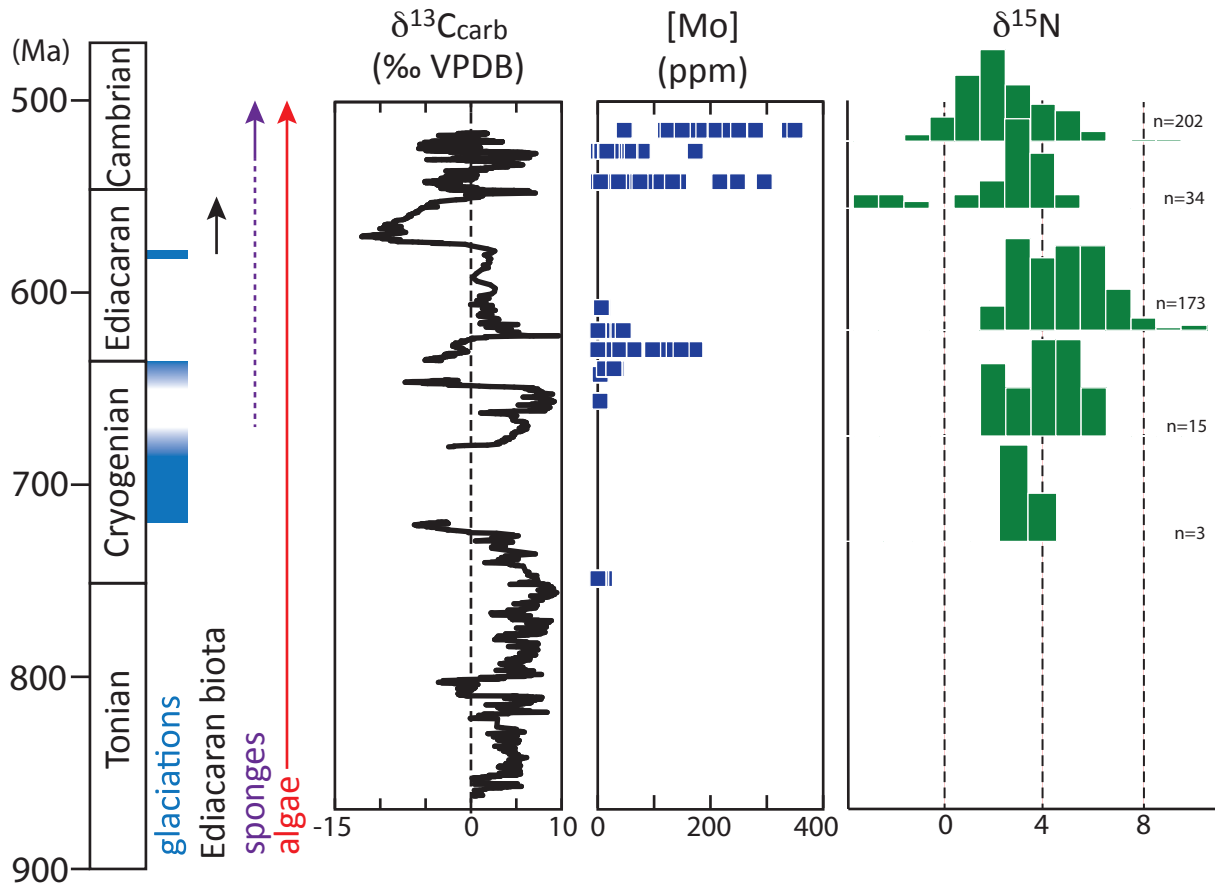 (Ma)
δ¹³Ccarb
(‰ VPDB)
[Mo]
(ppm)
δ¹⁵N
500
600
700
800
900
Cambrian
Ediacaran
Cryogenian
Tonian
glaciations
Ediacaran biota
sponges
algae
n=202
n=34
n=173
n=15
n=3
-15
0
10
0
200
400
0
4
8